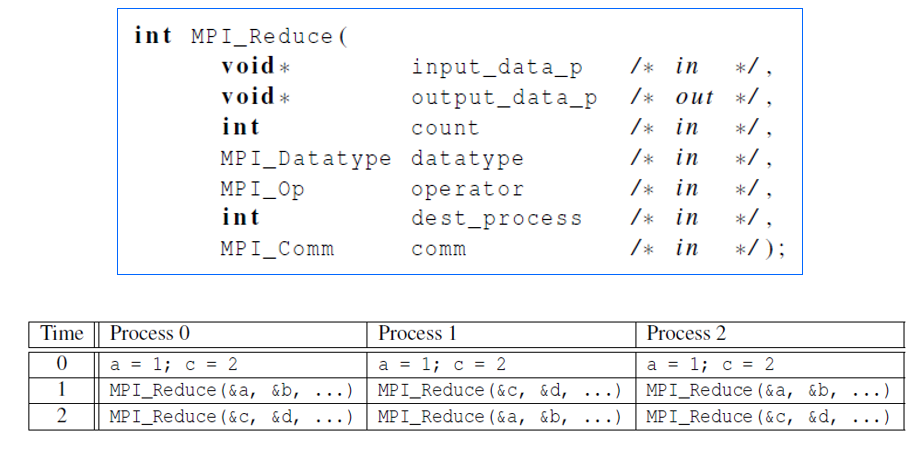 int MPI_Reduce(
void* input_data_p /* in */,
void* output_data_p /* out */,
int count /* in */,
MPI_Datatype datatype /* in */,
MPI_Op operator /* in */,
int dest_process /* in */,
MPI_Comm comm /* in */);
Time Process 0 Process 1 Process 2
0 a = 1; c = 2 a = 1; c = 2 a = 1; c = 2
1 MPI_Reduce(&a, &b, ...) MPI_Reduce(&c, &d, ...) MPI_Reduce(&a, &b, ...)
2 MPI_Reduce(&c, &d, ...) MPI_Reduce(&a, &b, ...) MPI_Reduce(&c, &d, ...)